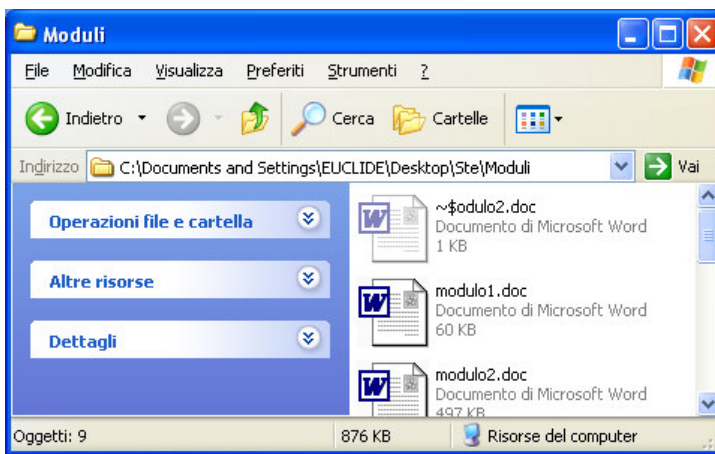 Moduli
File Modifica Visualizza Preferiti Strumenti ?
Indietro Cerca Cartelle
Indirizzo C:\Documents and Settings\EUCLIDE\Desktop\Ste\Moduli Vai
Operazioni file e cartella
Altre risorse
Dettagli
~$odulo2.doc
Documento di Microsoft Word
1 KB
modulo1.doc
Documento di Microsoft Word
60 KB
modulo2.doc
Documento di Microsoft Word
497 KB
Oggetti: 9 876 KB Risorse del computer